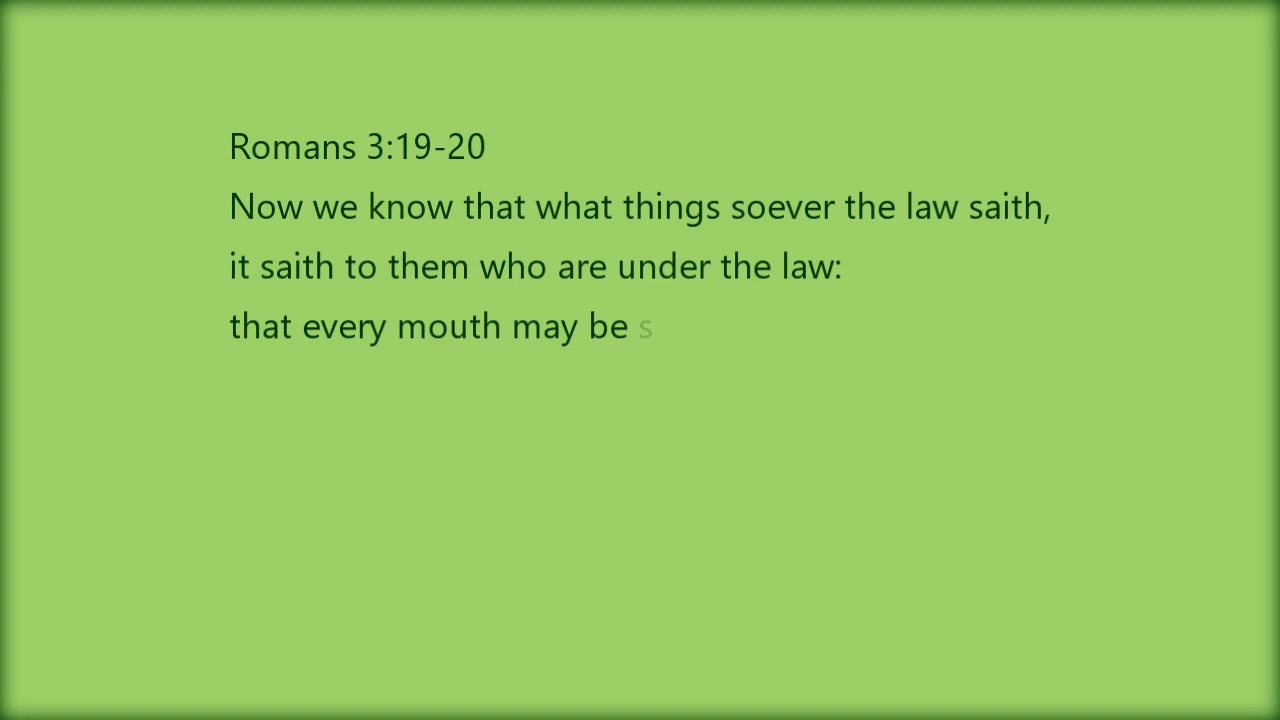 Romans 3:19-20
Now we know that what things soever the law saith,
it saith to them who are under the law:
that every mouth may be s